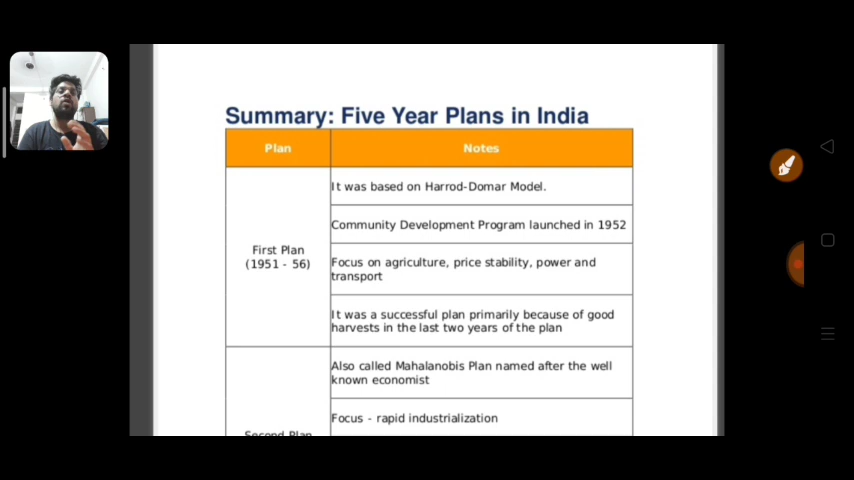 Summary: Five Year Plans in India
Plan
Notes
First Plan
(1951 - 56)
It was based on Harrod-Domar Model.
Community Development Program launched in 1952
Focus on agriculture, price stability, power and
transport
It was a successful plan primarily because of good
harvests in the last two years of the plan
Second Plan
Also called Mahalanobis Plan named after the well
known economist
Focus - rapid industrialization